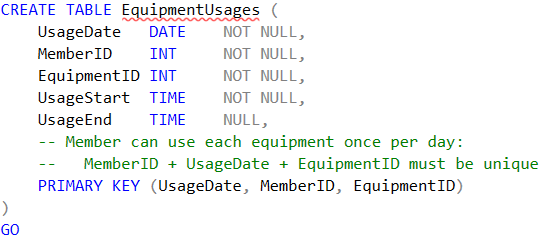 CREATE TABLE EquipmentUsages (
    UsageDate   DATE    NOT NULL,
    MemberID    INT     NOT NULL,
    EquipmentID INT     NOT NULL,
    UsageStart  TIME    NOT NULL,
    UsageEnd    TIME    NULL,
    -- Member can use each equipment once per day:
    --   MemberID + UsageDate + EquipmentID must be unique
    PRIMARY KEY (UsageDate, MemberID, EquipmentID)
)
GO